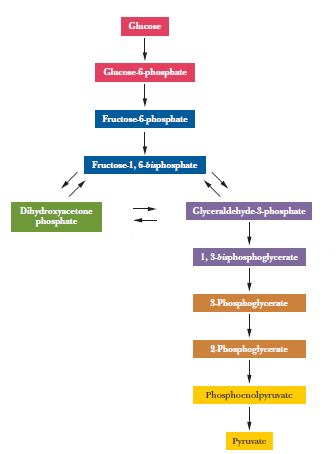 Glucose
Glucose-6-phosphate
Fructose-6-phosphate
Fructose-1, 6-bisphosphate
Dihydroxyacetone
phosphate
Glyceraldehyde-3-phosphate
1, 3-bisphosphoglycerate
3-Phosphoglycerate
2-Phosphoglycerate
Phosphoenolpyruvate
Pyruvate